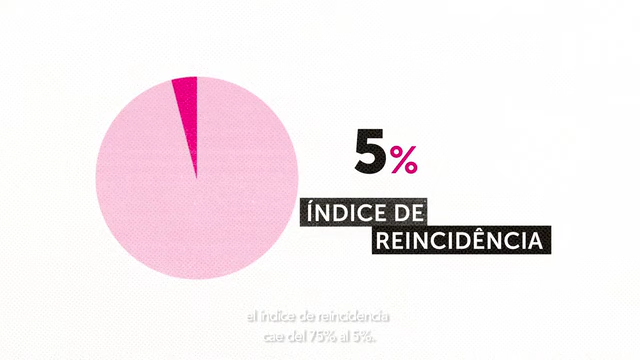 5%
ÍNDICE DE
REINCIDÊNCIA
el índice de reincidencia
cae del 75% al 5%.